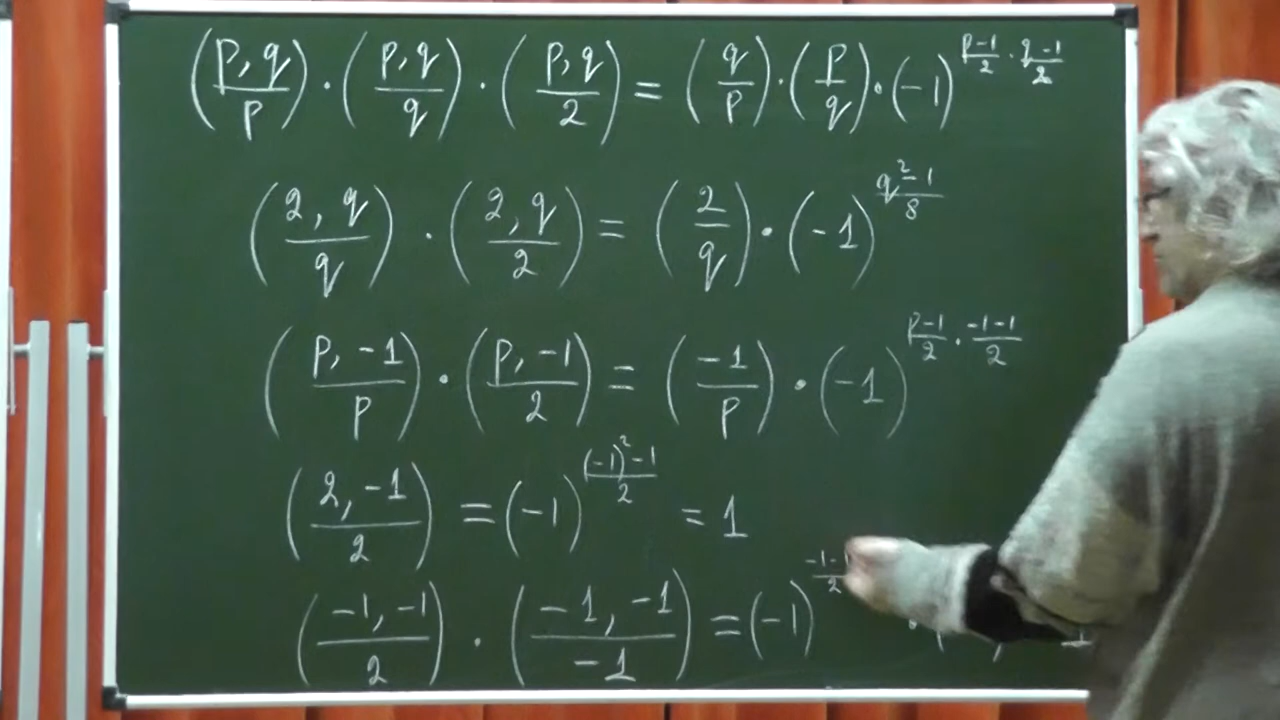 (p,q/p)·(p,q/q)·(p,q/2)=(q/p)·(p/q)·(-1)^(p-1)/2·(q-1)/2
(2,q/q)·(2,q/2)=(2/q)·(-1)^(q²-1)/8
(p,-1/p)·(p,-1/2)=(-1/p)·(-1)^(p-1)/2·(-1-1)/2
(2,-1/2)=(-1)^((-1)²-1)/2=1
(-1,-1/2)·(-1,-1/-1)=(-1)